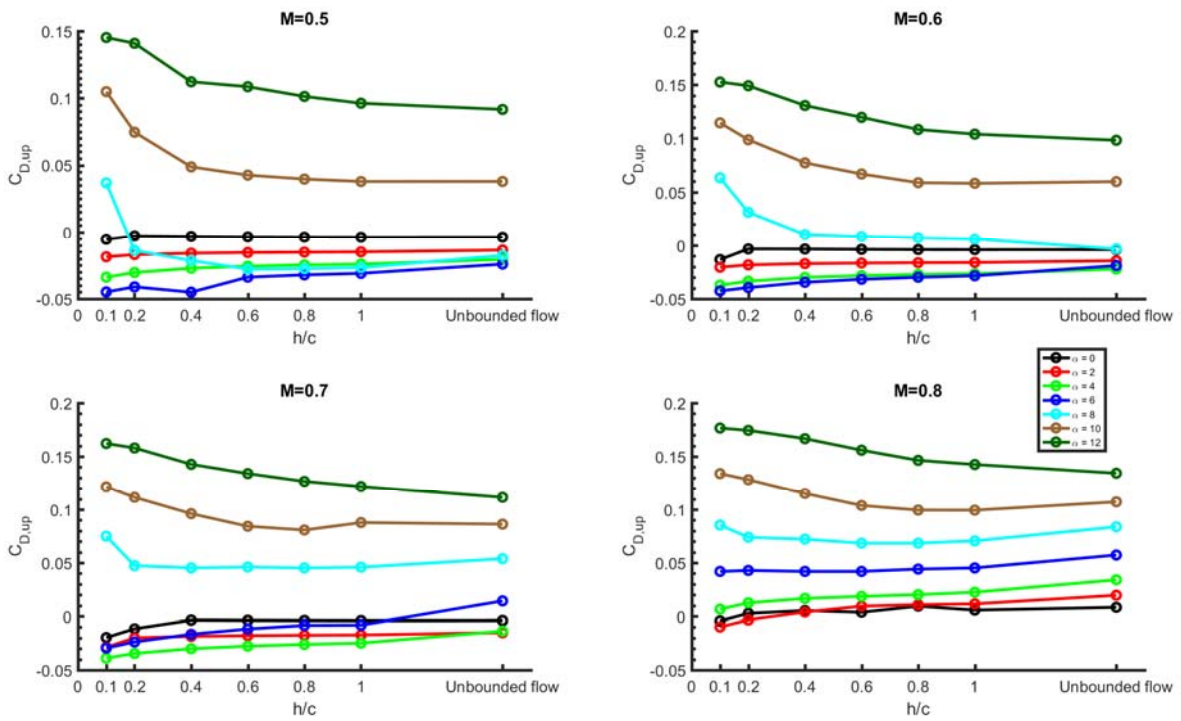 M=0.5
0.15
0.1
0.05
0
-0.05
C_{D,up}
0 0.1 0.2 0.4 0.6 0.8 1 Unbounded flow
h/c
M=0.6
0.2
0.15
0.1
0.05
0
-0.05
C_{D,up}
0 0.1 0.2 0.4 0.6 0.8 1 Unbounded flow
h/c
α = 0
α = 2
α = 4
α = 6
α = 8
α = 10
α = 12
M=0.7
0.2
0.15
0.1
0.05
0
-0.05
C_{D,up}
0 0.1 0.2 0.4 0.6 0.8 1 Unbounded flow
h/c
M=0.8
0.2
0.15
0.1
0.05
0
-0.05
C_{D,up}
0 0.1 0.2 0.4 0.6 0.8 1 Unbounded flow
h/c